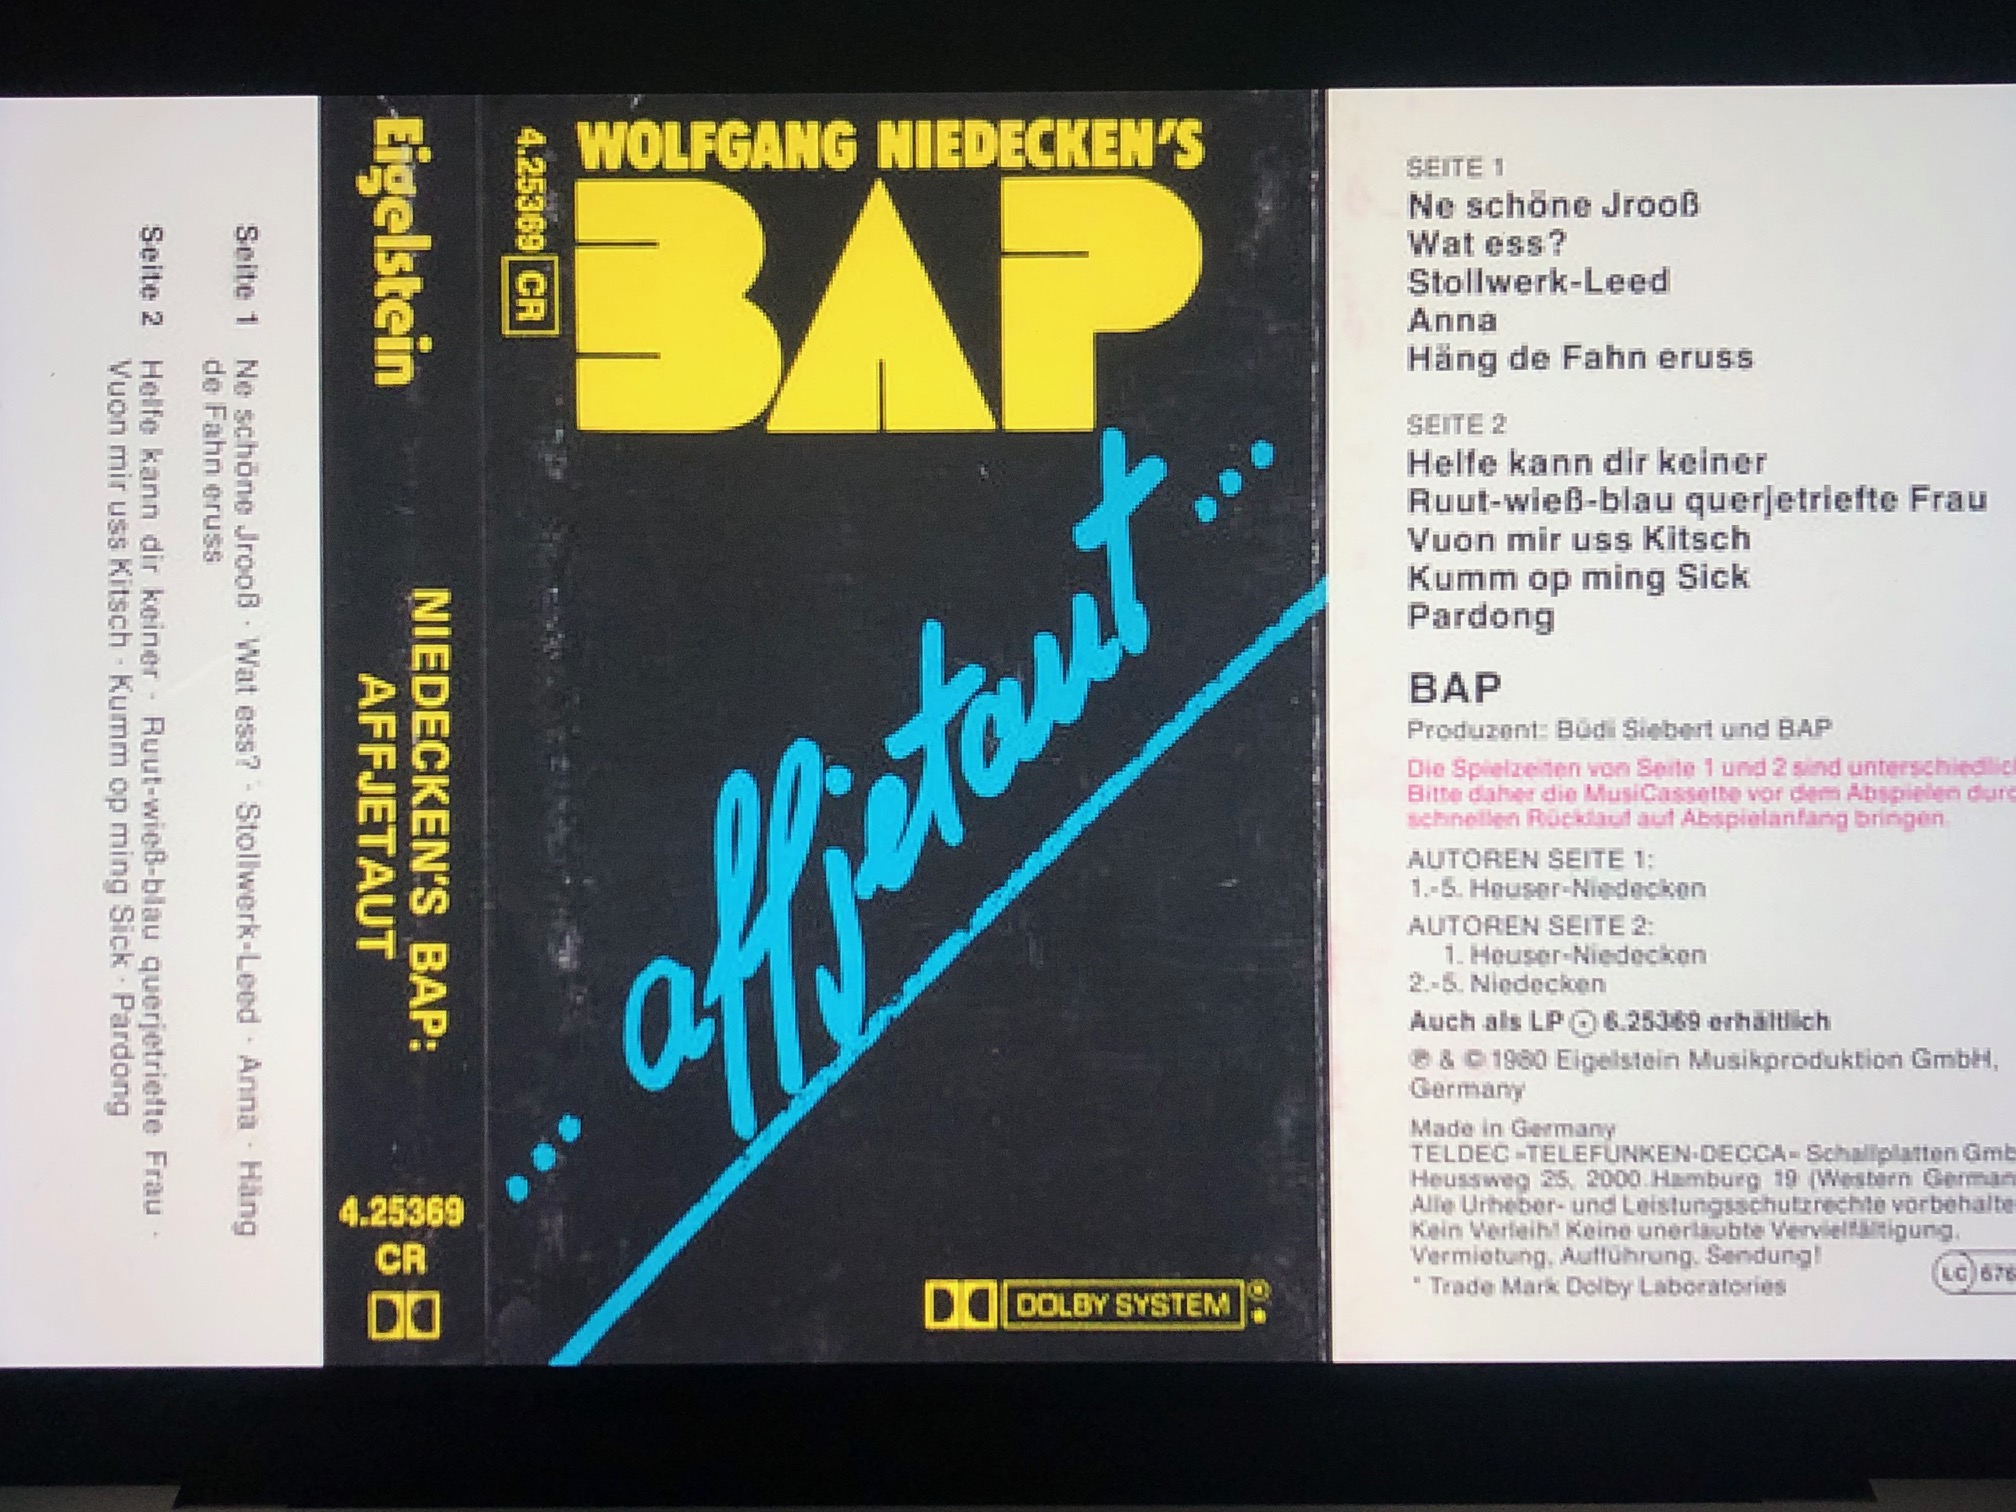 Seite 1 Ne schöne Jrooß · Wat ess? · Stollwerk-Leed · Anna · Häng
de Fahn eruss
Seite 2 Helfe kann dir keiner · Ruut-wieß-blau querjetriefte Frau ·
Vuon mir uss Kitsch · Kumm op ming Sick · Pardong
Eigelstein
NIEDECKEN'S BAP:
AFFJETAUT
4.25369
CR
4.25369 CR
WOLFGANG NIEDECKEN'S
BAP
... affjetaut ...
DOLBY SYSTEM ®
SEITE 1
Ne schöne Jrooß
Wat ess?
Stollwerk-Leed
Anna
Häng de Fahn eruss
SEITE 2
Helfe kann dir keiner
Ruut-wieß-blau querjetriefte Frau
Vuon mir uss Kitsch
Kumm op ming Sick
Pardong
BAP
Produzent: Büdi Siebert und BAP
Die Spielzeiten von Seite 1 und 2 sind unterschiedlich
Bitte daher die MusiCassette vor dem Abspielen durc
schnellen Rücklauf auf Abspielanfang bringen.
AUTOREN SEITE 1:
1.-5. Heuser-Niedecken
AUTOREN SEITE 2:
1. Heuser-Niedecken
2.-5. Niedecken
Auch als LP 6.25369 erhältlich
℗ & © 1980 Eigelstein Musikproduktion GmbH,
Germany
Made in Germany
TELDEC »TELEFUNKEN-DECCA« Schallplatten Gmb
Heussweg 25, 2000 Hamburg 19 (Western German
Alle Urheber- und Leistungsschutzrechte vorbehalte
Kein Verleih! Keine unerlaubte Vervielfältigung,
Vermietung, Aufführung, Sendung!
* Trade Mark Dolby Laboratories
LC 676